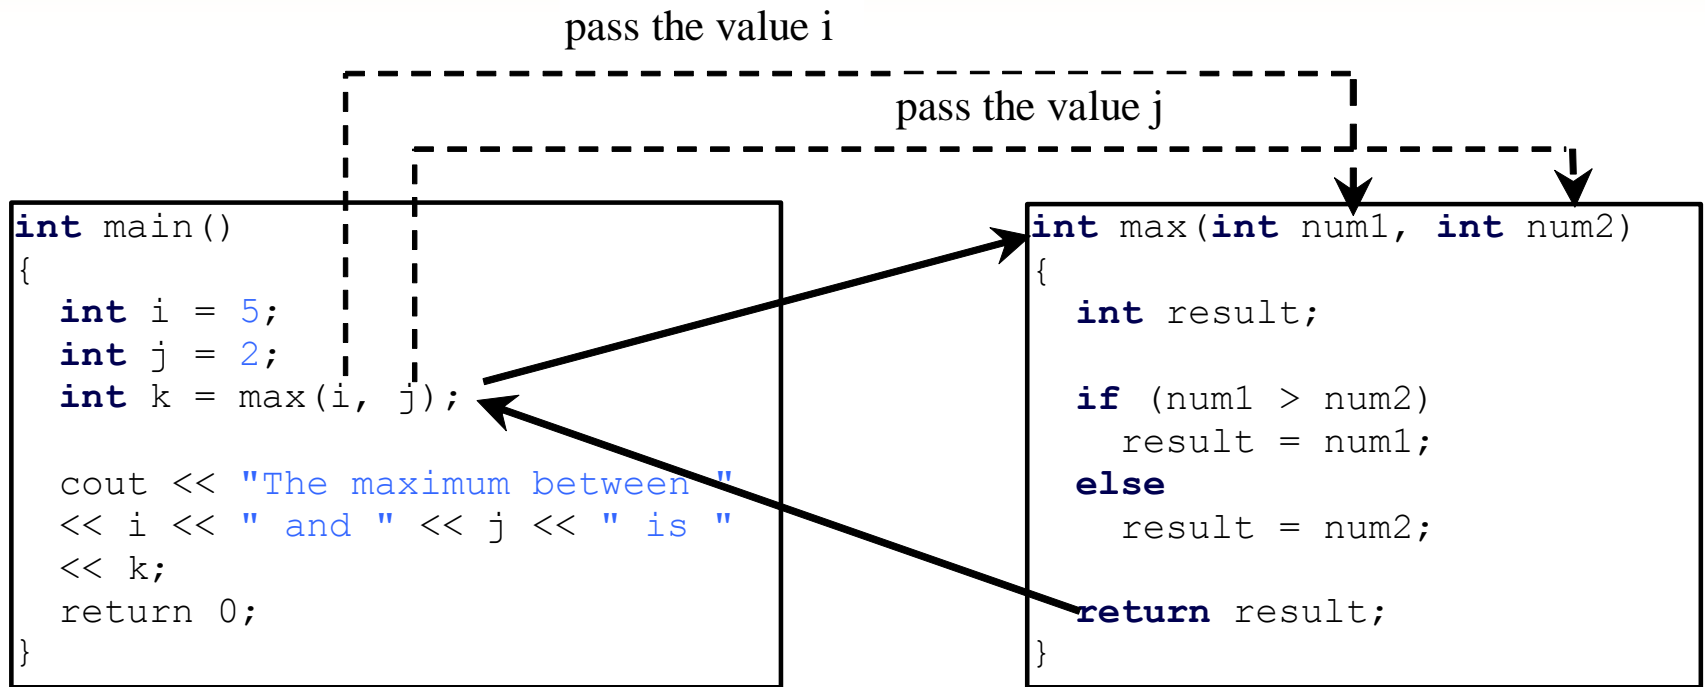 pass the value i
pass the value j
int main()
{
  int i = 5;
  int j = 2;
  int k = max(i, j);

  cout << "The maximum between "
  << i << " and " << j << " is "
  << k;
  return 0;
}
int max(int num1, int num2)
{
  int result;

  if (num1 > num2)
    result = num1;
  else
    result = num2;

  return result;
}